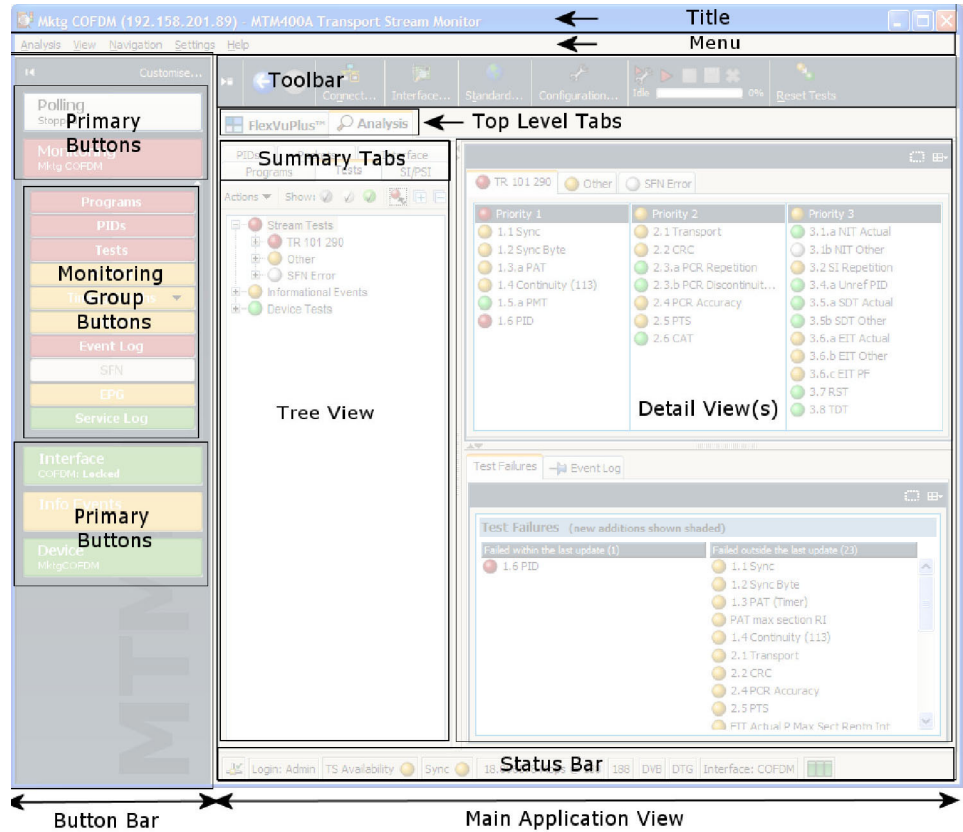 Mktg COFDM (192.158.201.89) - MTM400A Transport Stream Monitor
Title
Analysis View Navigation Settings Help
Menu
Customise...
Toolbar
Connect... Interface... Standard... Configuration... Idle 0% Reset Tests
Polling
Primary
Buttons
Monitoring
Mktg COFDM
FlexVuPlus™ Analysis
Top Level Tabs
PIDs
Summary Tabs
Programs Tests SI/PSI
Actions Show:
Stream Tests
TR 101 290
Other
SFN Error
Informational Events
Device Tests
Tree View
Programs
PIDs
Tests
Monitoring
Group
Buttons
Event Log
SFN
EPG
Service Log
Interface
COFDM: Locked
Info Events
Primary
Buttons
Device
MktgCOFDM
MTM
TR 101 290 Other SFN Error
Priority 1
1.1 Sync
1.2 Sync Byte
1.3.a PAT
1.4 Continuity (113)
1.5.a PMT
1.6 PID
Priority 2
2.1 Transport
2.2 CRC
2.3.a PCR Repetition
2.3.b PCR Discontinuit...
2.4 PCR Accuracy
2.5 PTS
2.6 CAT
Priority 3
3.1.a NIT Actual
3.1b NIT Other
3.2 SI Repetition
3.4.a Unref PID
3.5.a SDT Actual
3.5b SDT Other
3.6.a EIT Actual
3.6.b EIT Other
3.6.c EIT PF
3.7 RST
3.8 TDT
Detail View(s)
Test Failures Event Log
Test Failures (new additions shown shaded)
Failed within the last update (1)
1.6 PID
Failed outside the last update (23)
1.1 Sync
1.2 Sync Byte
1.3 PAT (Timer)
PAT max section RI
1.4 Continuity (113)
2.1 Transport
2.2 CRC
2.4 PCR Accuracy
2.5 PTS
EIT Actual P Max Sect Reptn Int
Status Bar
Login: Admin TS Availability Sync 188 DVB DTG Interface: COFDM
Button Bar
Main Application View